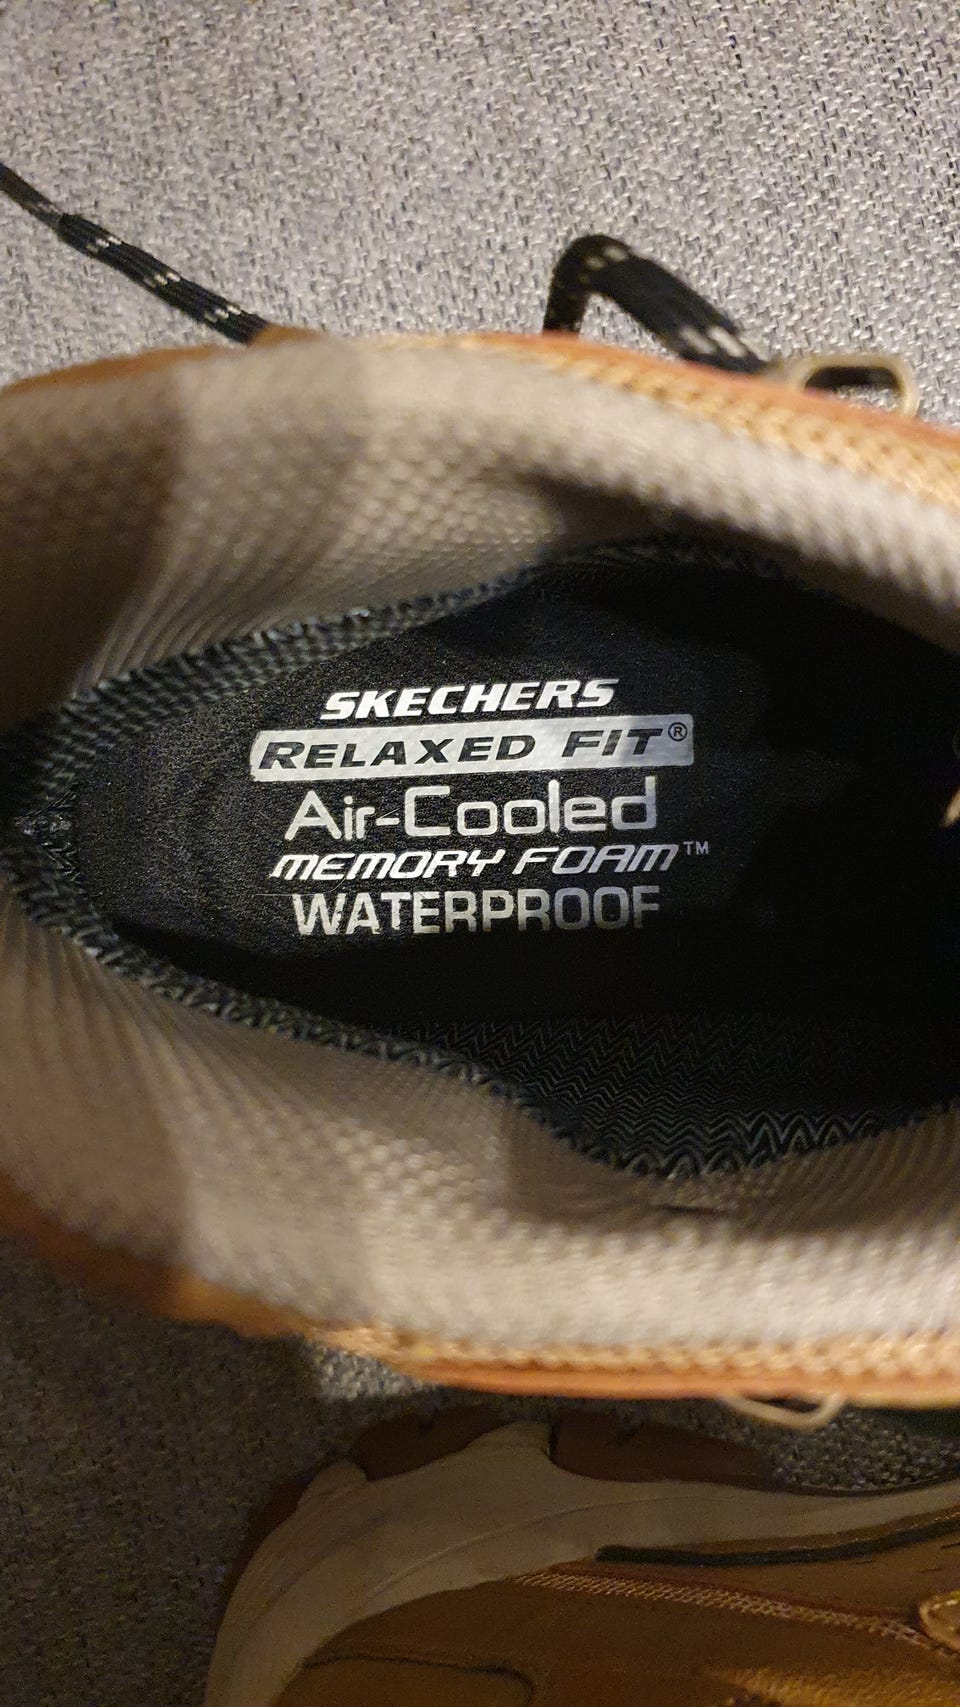 SKECHERS
RELAXED FIT®
Air-Cooled
MEMORY FOAM™
WATERPROOF